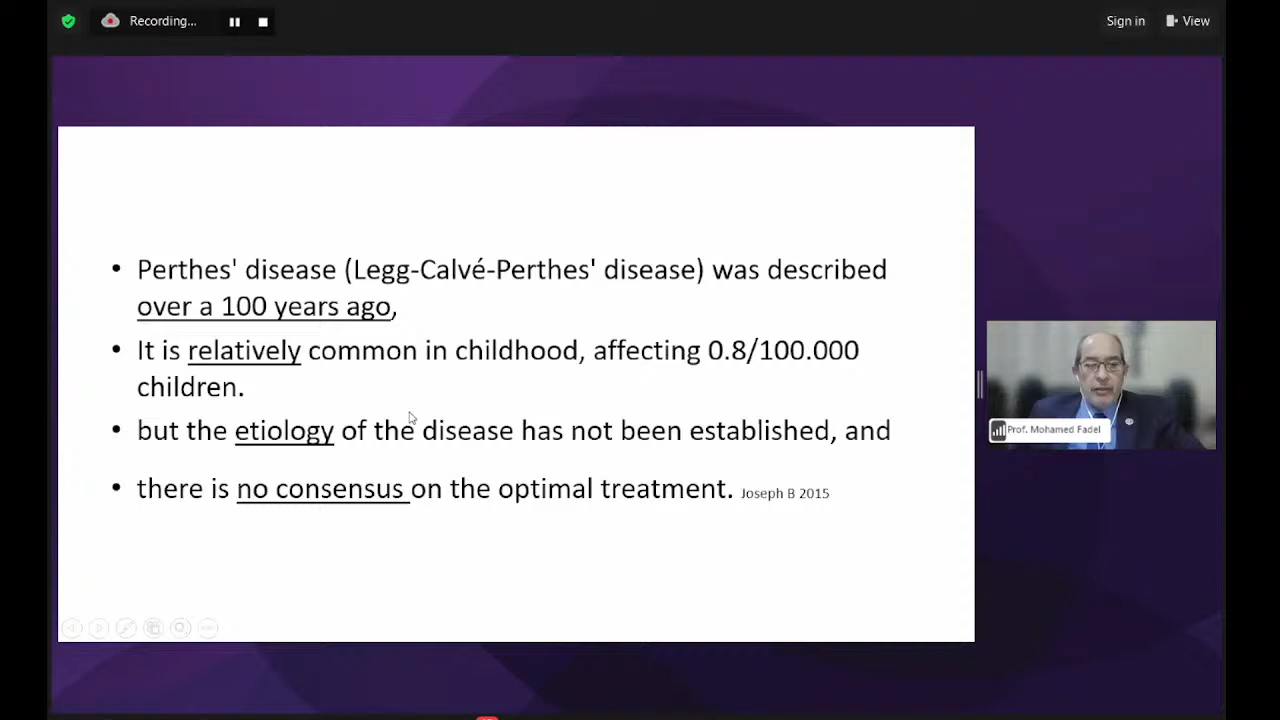 Recording...
Sign in
View
• Perthes' disease (Legg-Calvé-Perthes' disease) was described
over a 100 years ago,
• It is relatively common in childhood, affecting 0.8/100.000
children.
• but the etiology of the disease has not been established, and
• there is no consensus on the optimal treatment. Joseph B 2015
Prof. Mohamed Fadel